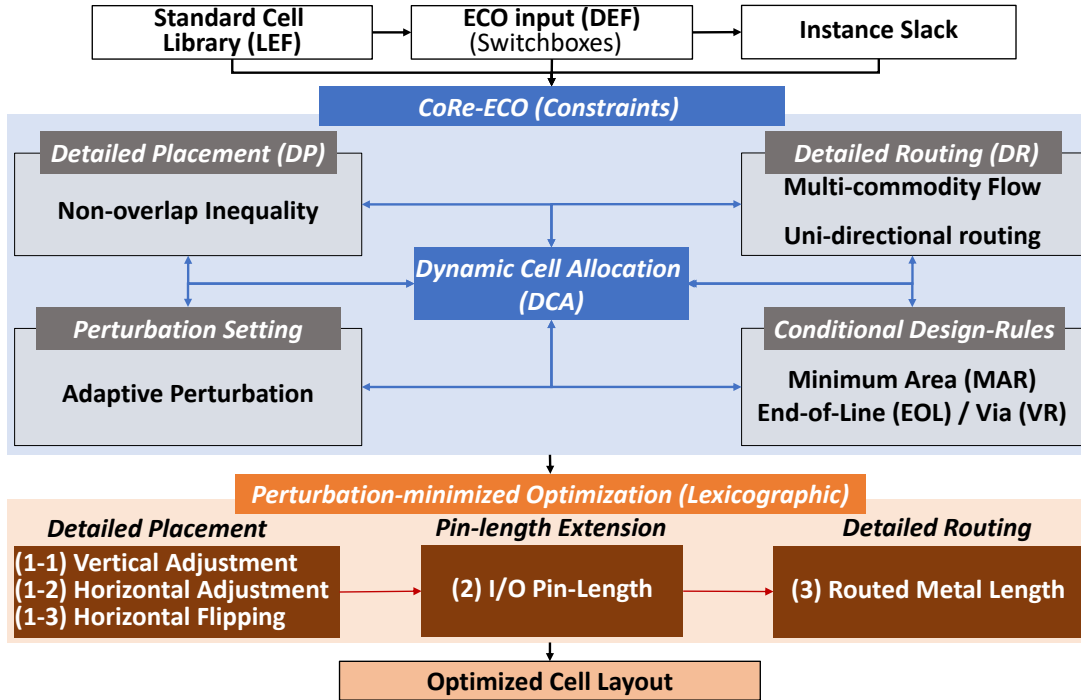 Standard Cell
Library (LEF)
ECO input (DEF)
(Switchboxes)
Instance Slack
CoRe-ECO (Constraints)
Detailed Placement (DP)
Non-overlap Inequality
Detailed Routing (DR)
Multi-commodity Flow
Uni-directional routing
Dynamic Cell Allocation
(DCA)
Perturbation Setting
Adaptive Perturbation
Conditional Design-Rules
Minimum Area (MAR)
End-of-Line (EOL) / Via (VR)
Perturbation-minimized Optimization (Lexicographic)
Detailed Placement
(1-1) Vertical Adjustment
(1-2) Horizontal Adjustment
(1-3) Horizontal Flipping
Pin-length Extension
(2) I/O Pin-Length
Detailed Routing
(3) Routed Metal Length
Optimized Cell Layout